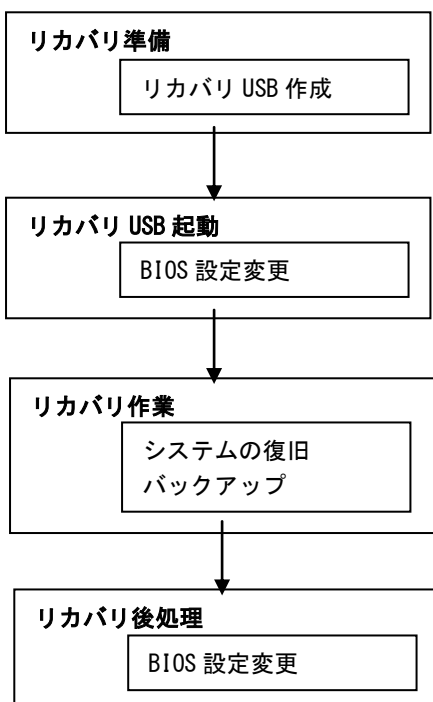 リカバリ準備
リカバリ USB 作成
リカバリ USB 起動
BIOS 設定変更
リカバリ作業
システムの復旧
バックアップ
リカバリ後処理
BIOS 設定変更